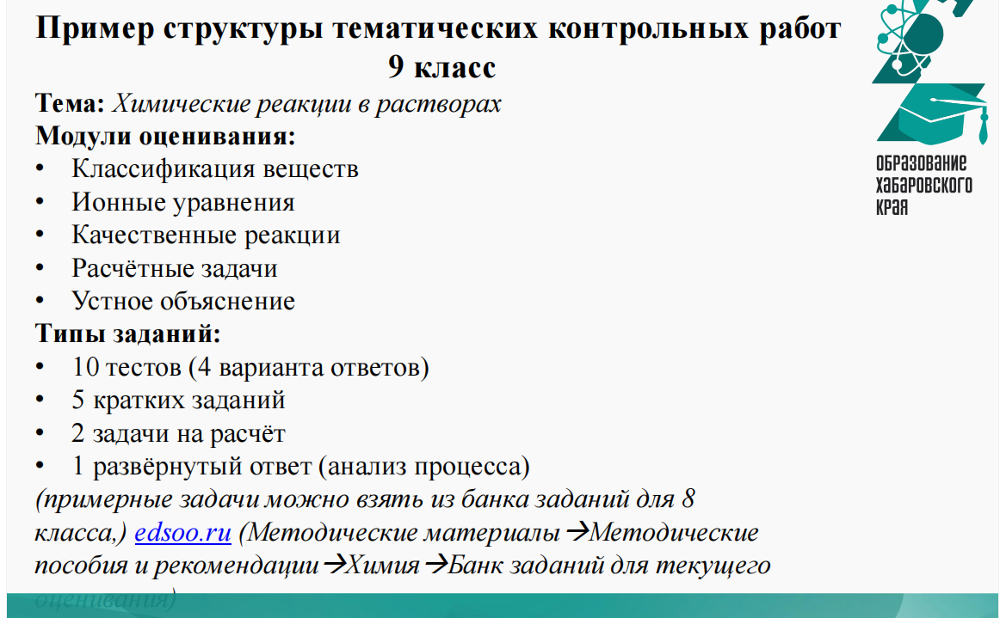 Пример структуры тематических контрольных работ
9 класс
Тема: Химические реакции в растворах
Модули оценивания:
• Классификация веществ
• Ионные уравнения
• Качественные реакции
• Расчётные задачи
• Устное объяснение
Типы заданий:
• 10 тестов (4 варианта ответов)
• 5 кратких заданий
• 2 задачи на расчёт
• 1 развёрнутый ответ (анализ процесса)
(примерные задачи можно взять из банка заданий для 8
класса,) edsoo.ru (Методические материалы→Методические
пособия и рекомендации→Химия→Банк заданий для текущего
оценивания)
ОБРАЗОВАНИЕ
ХАБАРОВСКОГО
КРАЯ